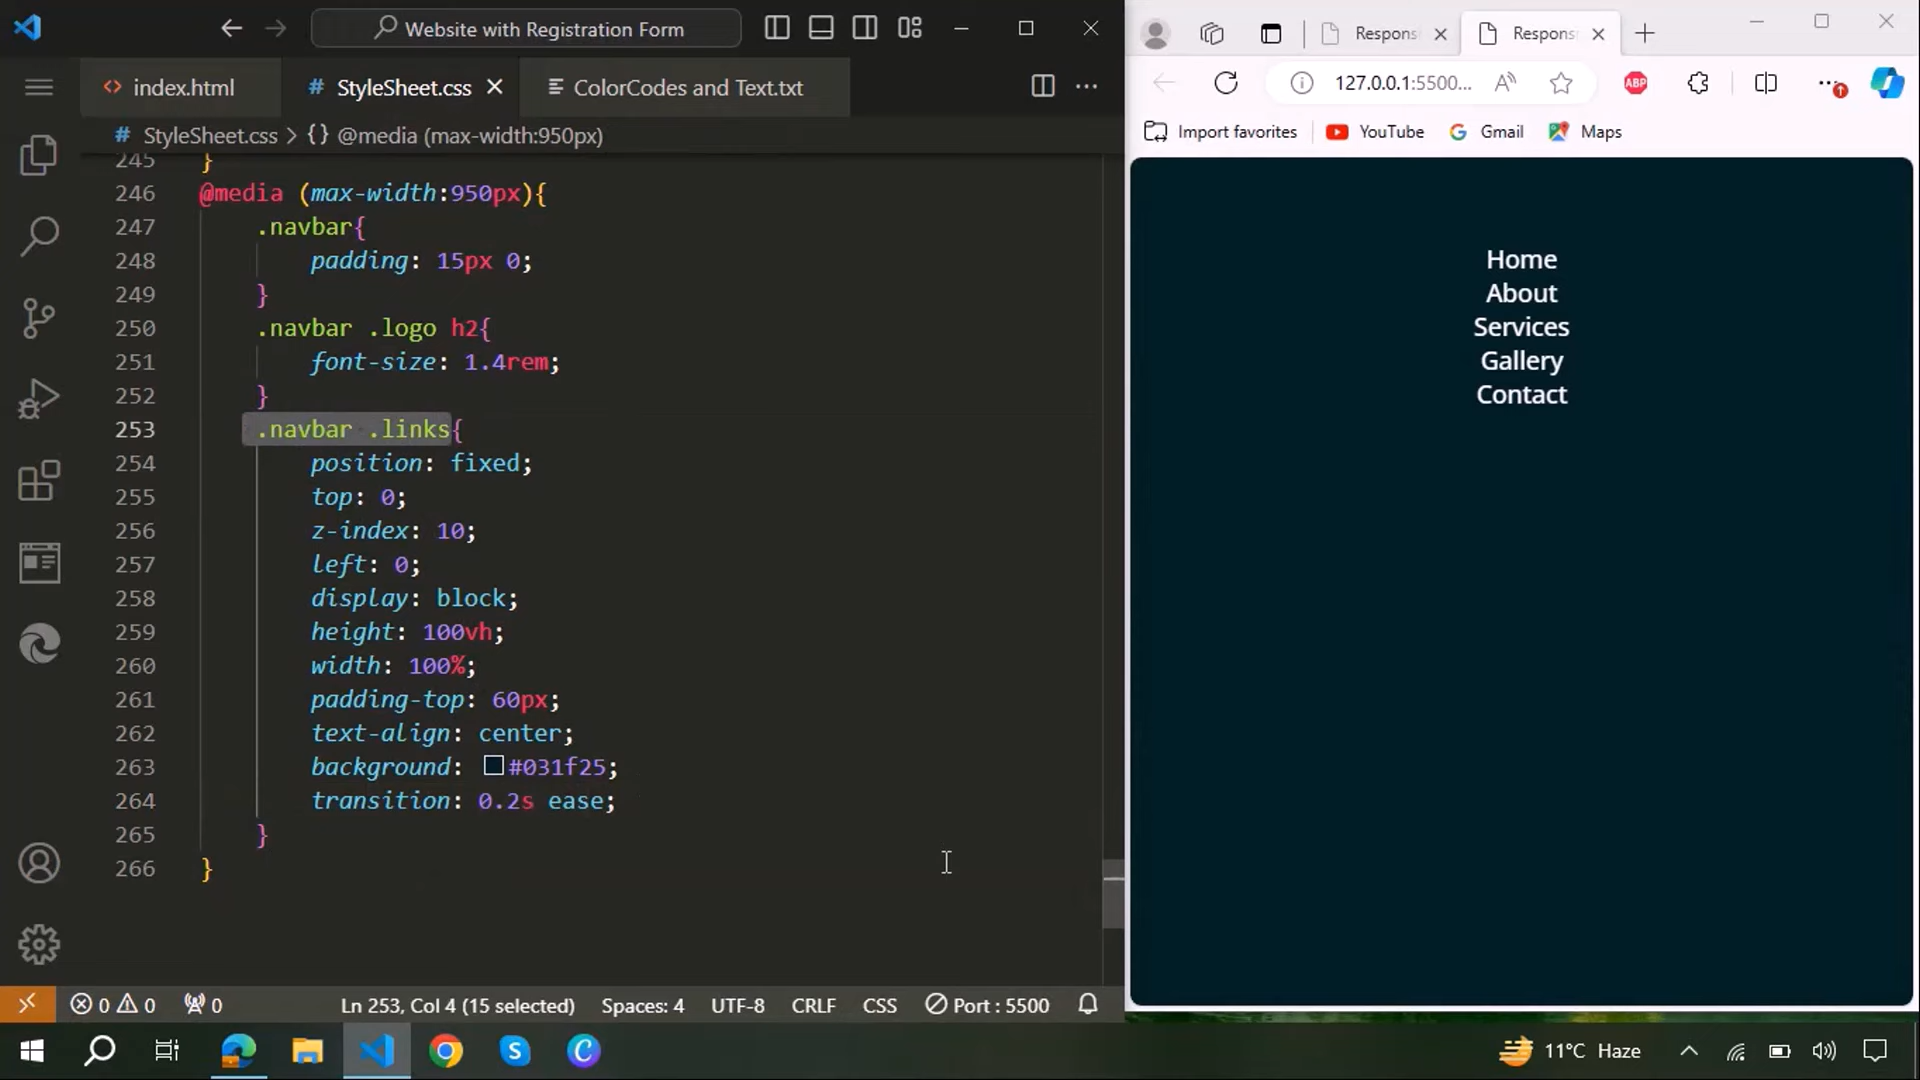 Website with Registration Form
index.html
StyleSheet.css
ColorCodes and Text.txt
StyleSheet.css > {} @media (max-width:950px)
245 }
246 @media (max-width:950px){
247 .navbar{
248 padding: 15px 0;
249 }
250 .navbar .logo h2{
251 font-size: 1.4rem;
252 }
253 .navbar .links{
254 position: fixed;
255 top: 0;
256 z-index: 10;
257 left: 0;
258 display: block;
259 height: 100vh;
260 width: 100%;
261 padding-top: 60px;
262 text-align: center;
263 background: #031f25;
264 transition: 0.2s ease;
265 }
266 }
0 0 0 Ln 253, Col 4 (15 selected) Spaces: 4 UTF-8 CRLF CSS Port : 5500
Respons
Respons
127.0.0.1:5500...
ABP
Import favorites YouTube Gmail Maps
Home
About
Services
Gallery
Contact
11°C Haze